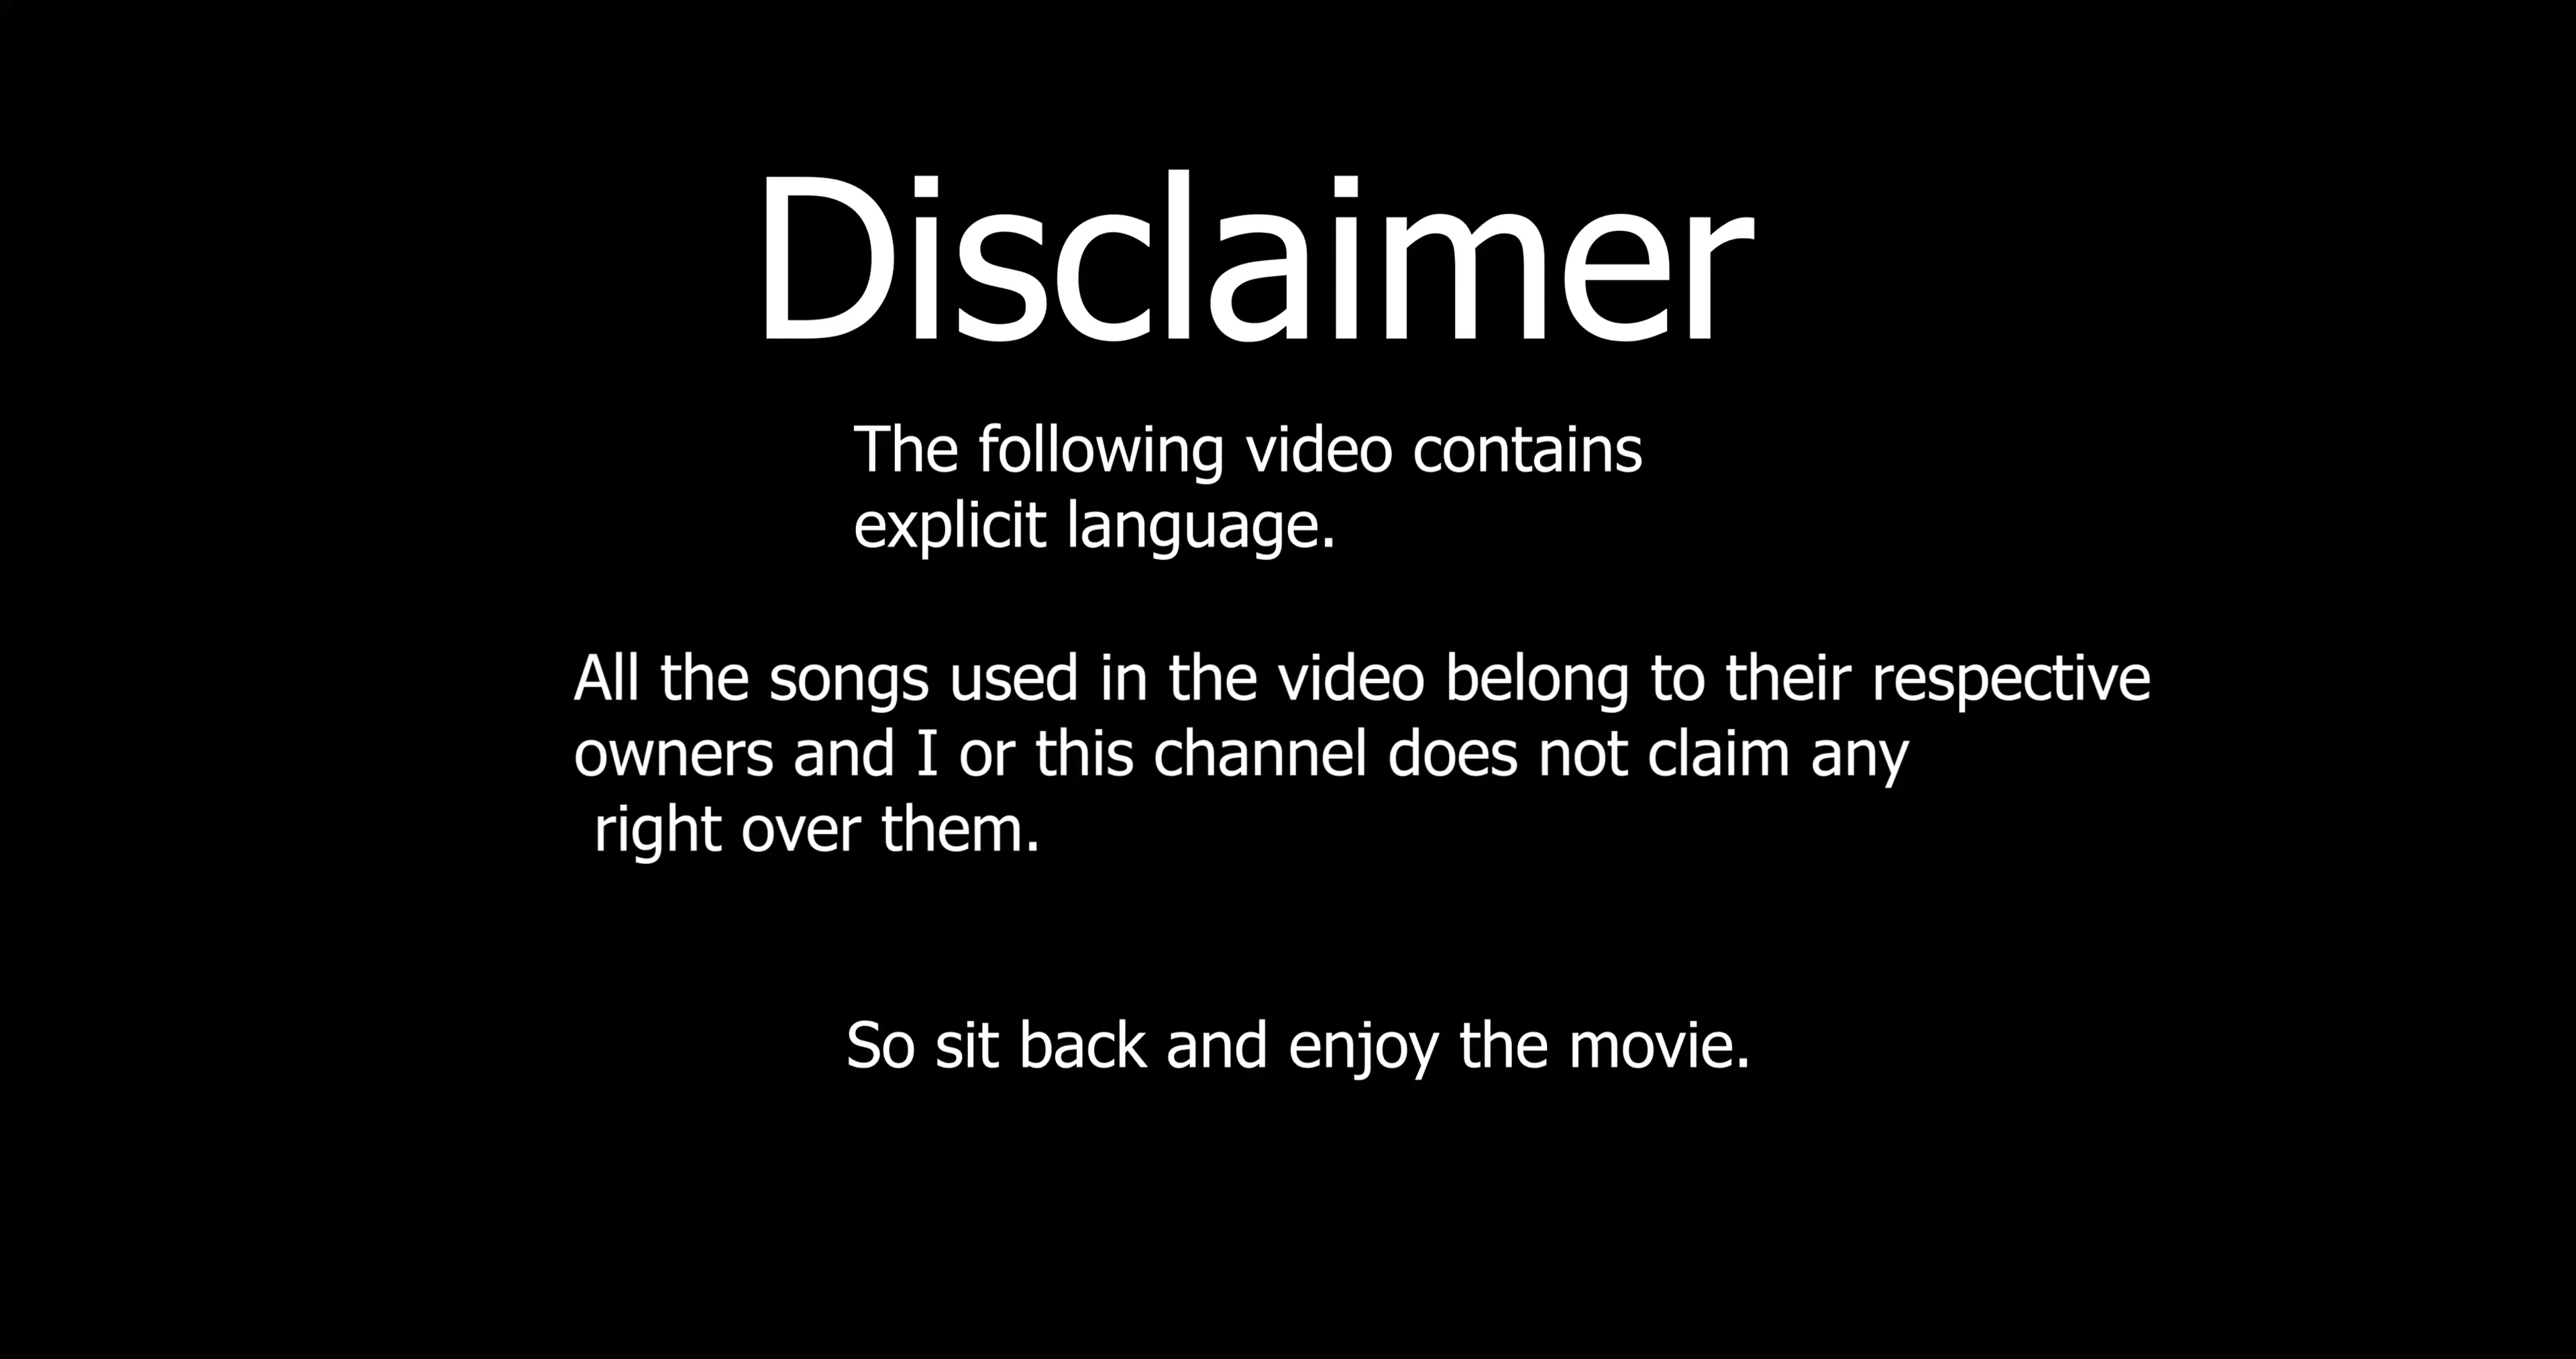 Disclaimer
The following video contains
explicit language.
All the songs used in the video belong to their respective
owners and I or this channel does not claim any
right over them.
So sit back and enjoy the movie.